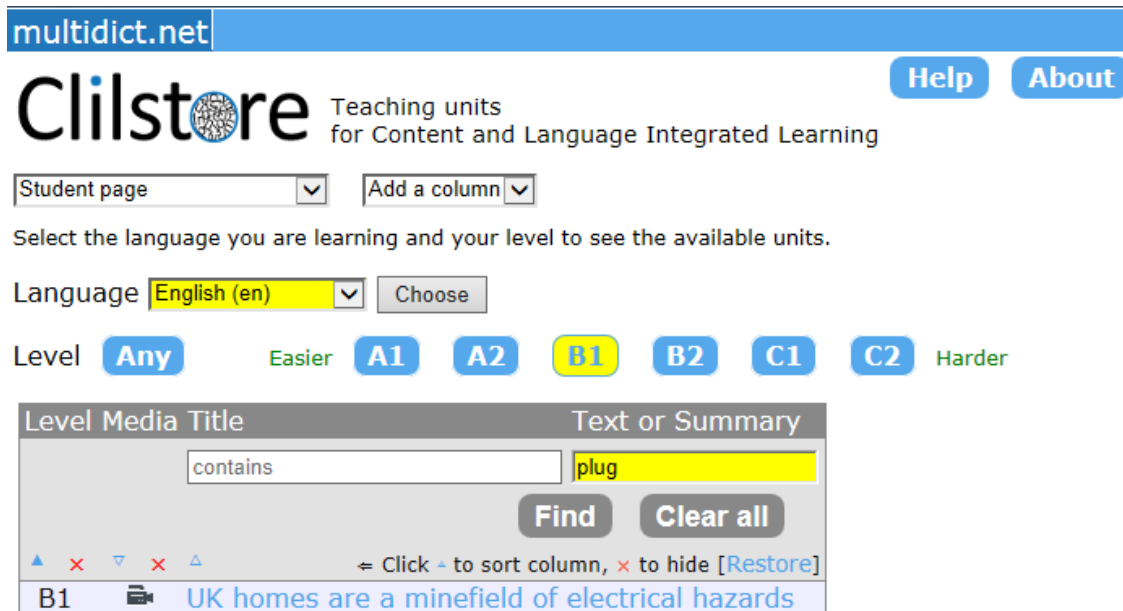 multidict.net
Help About
Clilstore
Teaching units
for Content and Language Integrated Learning
Student page Add a column
Select the language you are learning and your level to see the available units.
Language English (en) Choose
Level Any Easier A1 A2 B1 B2 C1 C2 Harder
Level Media Title Text or Summary
contains plug
Find Clear all
⇐ Click ▵ to sort column, × to hide [Restore]
B1 UK homes are a minefield of electrical hazards